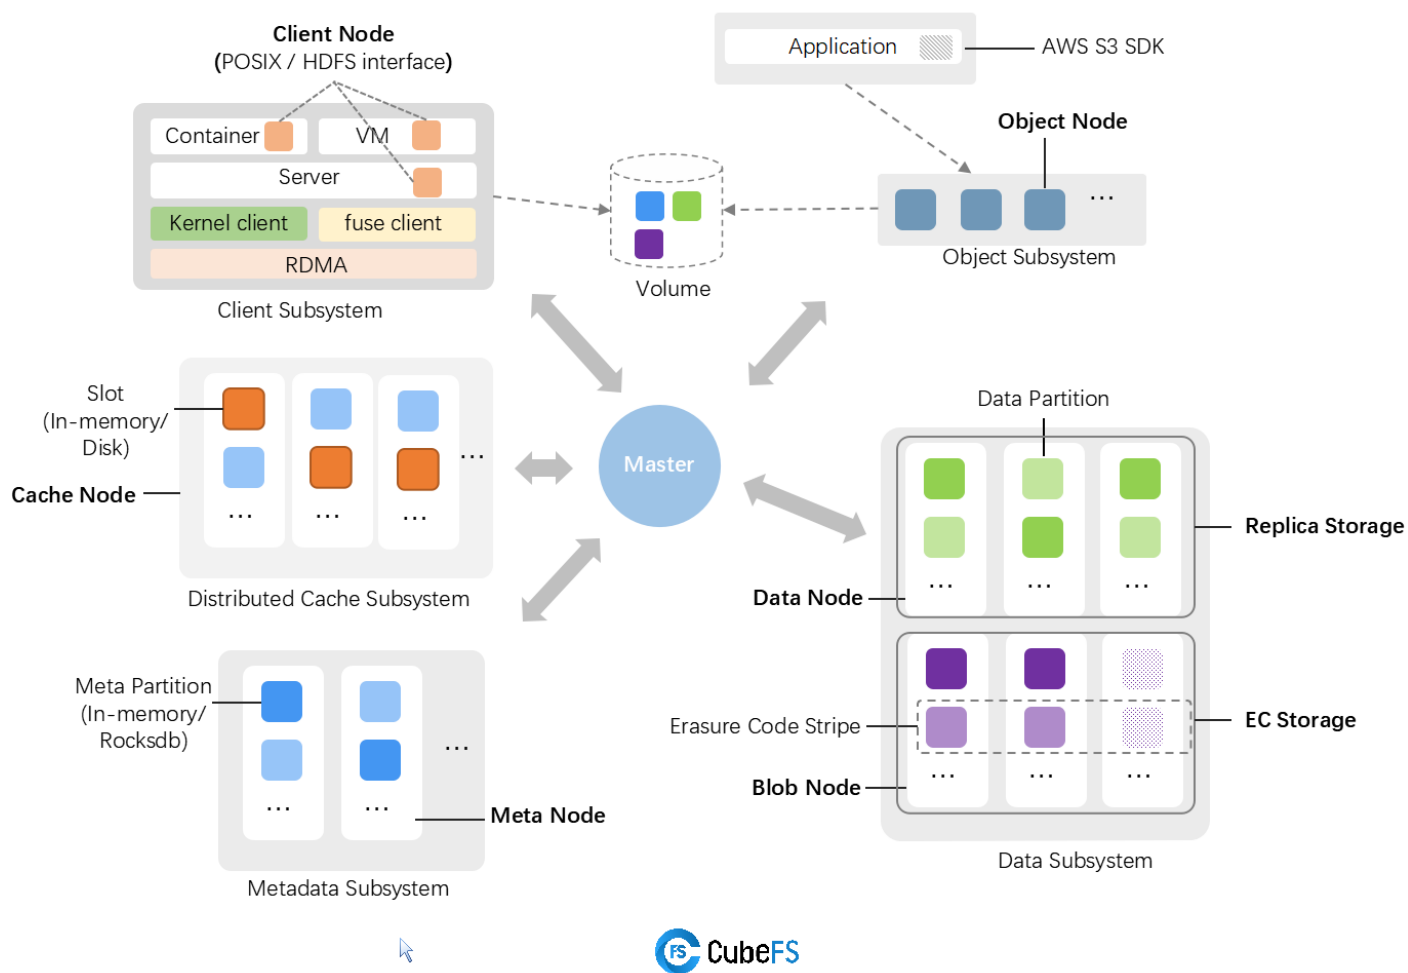 Client Node
(POSIX / HDFS interface)
Application
AWS S3 SDK
Container
VM
Server
Kernel client
fuse client
RDMA
Client Subsystem
Volume
Object Node
...
Object Subsystem
Slot
(In-memory/
Disk)
Cache Node
...
... ... ...
Distributed Cache Subsystem
Master
Data Partition
... ... ...
Replica Storage
Data Node
Erasure Code Stripe
EC Storage
... ... ...
Blob Node
Data Subsystem
Meta Partition
(In-memory/
Rocksdb)
...
... ...
Meta Node
Metadata Subsystem
FS CubeFS